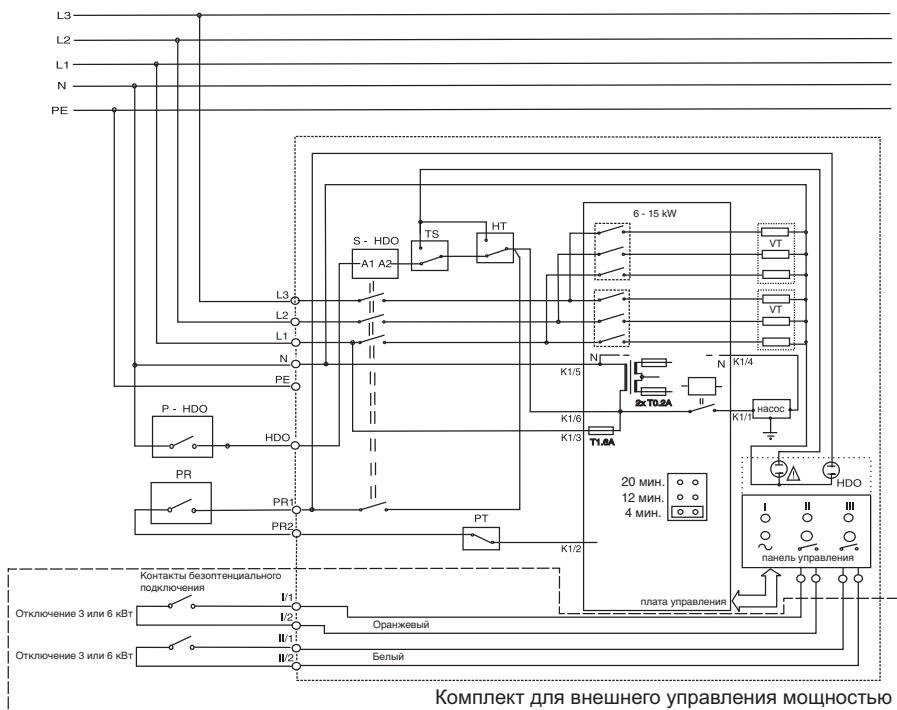 L3
L2
L1
N
PE
6 - 15 kW
HT
TS
S - HDO
A1 A2
VT
L3
VT
L2
L1
N
N
N
K1/4
K1/5
PE
2x T0.2A
II
насос
K1/1
P - HDO
K1/6
HDO
K1/3
T1.6A
PR
HDO
20 мин.
12 мин.
4 мин.
I
II
III
PR1
PT
PR2
K1/2
панель управления
Контакты безоптенциального
подключения
I/1
плата управления
Отключение 3 или 6 кВт
I/2
Оранжевый
II/1
Отключение 3 или 6 кВт
II/2
Белый
Комплект для внешнего управления мощностью